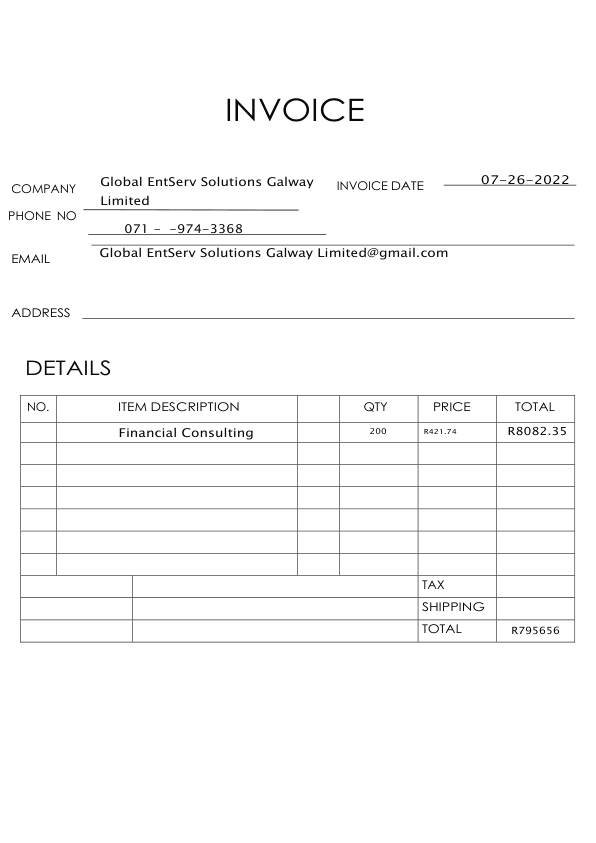 INVOICE
COMPANY Global EntServ Solutions Galway Limited
INVOICE DATE 07-26-2022
PHONE NO 071 - -974-3368
EMAIL Global EntServ Solutions Galway Limited@gmail.com
ADDRESS
DETAILS
NO. ITEM DESCRIPTION QTY PRICE TOTAL
Financial Consulting 200 R421.74 R8082.35
TAX
SHIPPING
TOTAL R795656